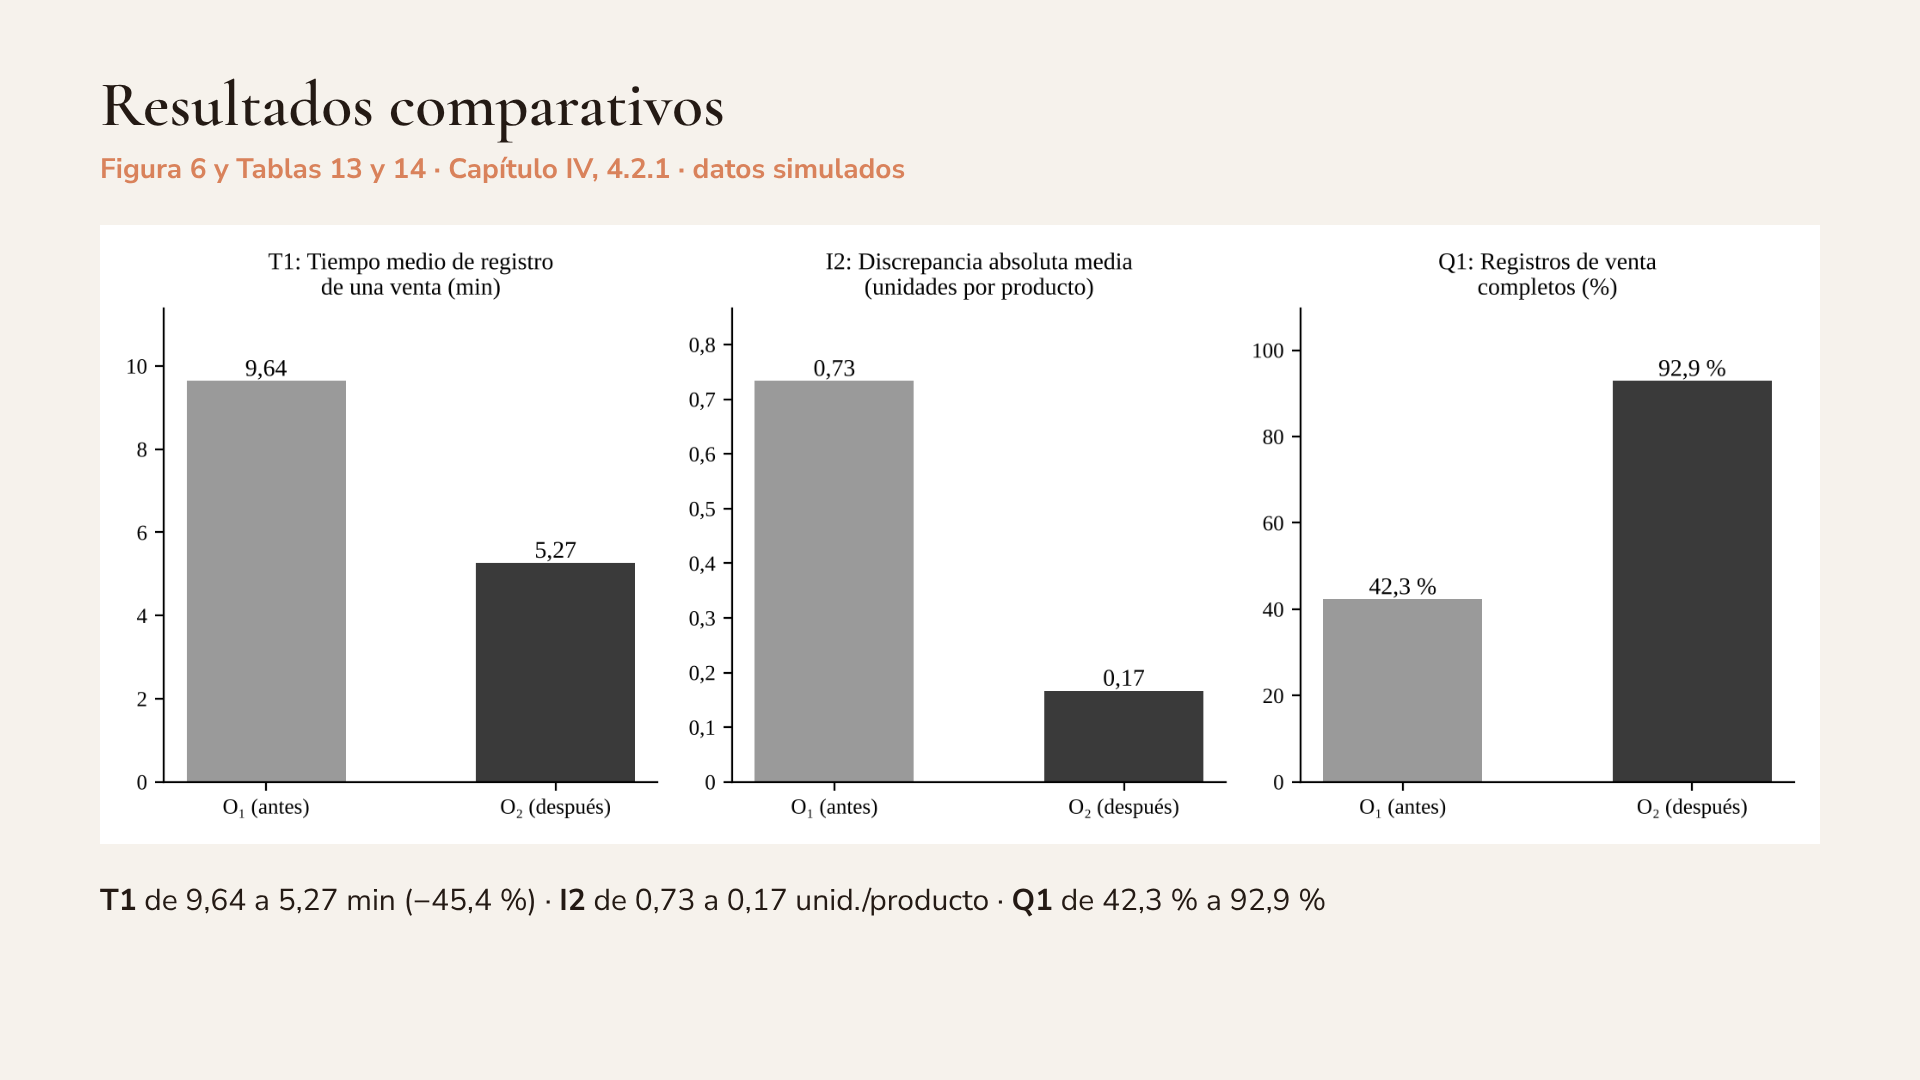 Resultados comparativos
Figura 6 y Tablas 13 y 14 · Capítulo IV, 4.2.1 · datos simulados
T1: Tiempo medio de registro
de una venta (min)
10
8
6
4
2
0
9,64
5,27
O₁ (antes)
O₂ (después)
I2: Discrepancia absoluta media
(unidades por producto)
0,8
0,7
0,6
0,5
0,4
0,3
0,2
0,1
0
0,73
0,17
O₁ (antes)
O₂ (después)
Q1: Registros de venta
completos (%)
100
80
60
40
20
0
42,3 %
92,9 %
O₁ (antes)
O₂ (después)
T1 de 9,64 a 5,27 min (−45,4 %) · I2 de 0,73 a 0,17 unid./producto · Q1 de 42,3 % a 92,9 %